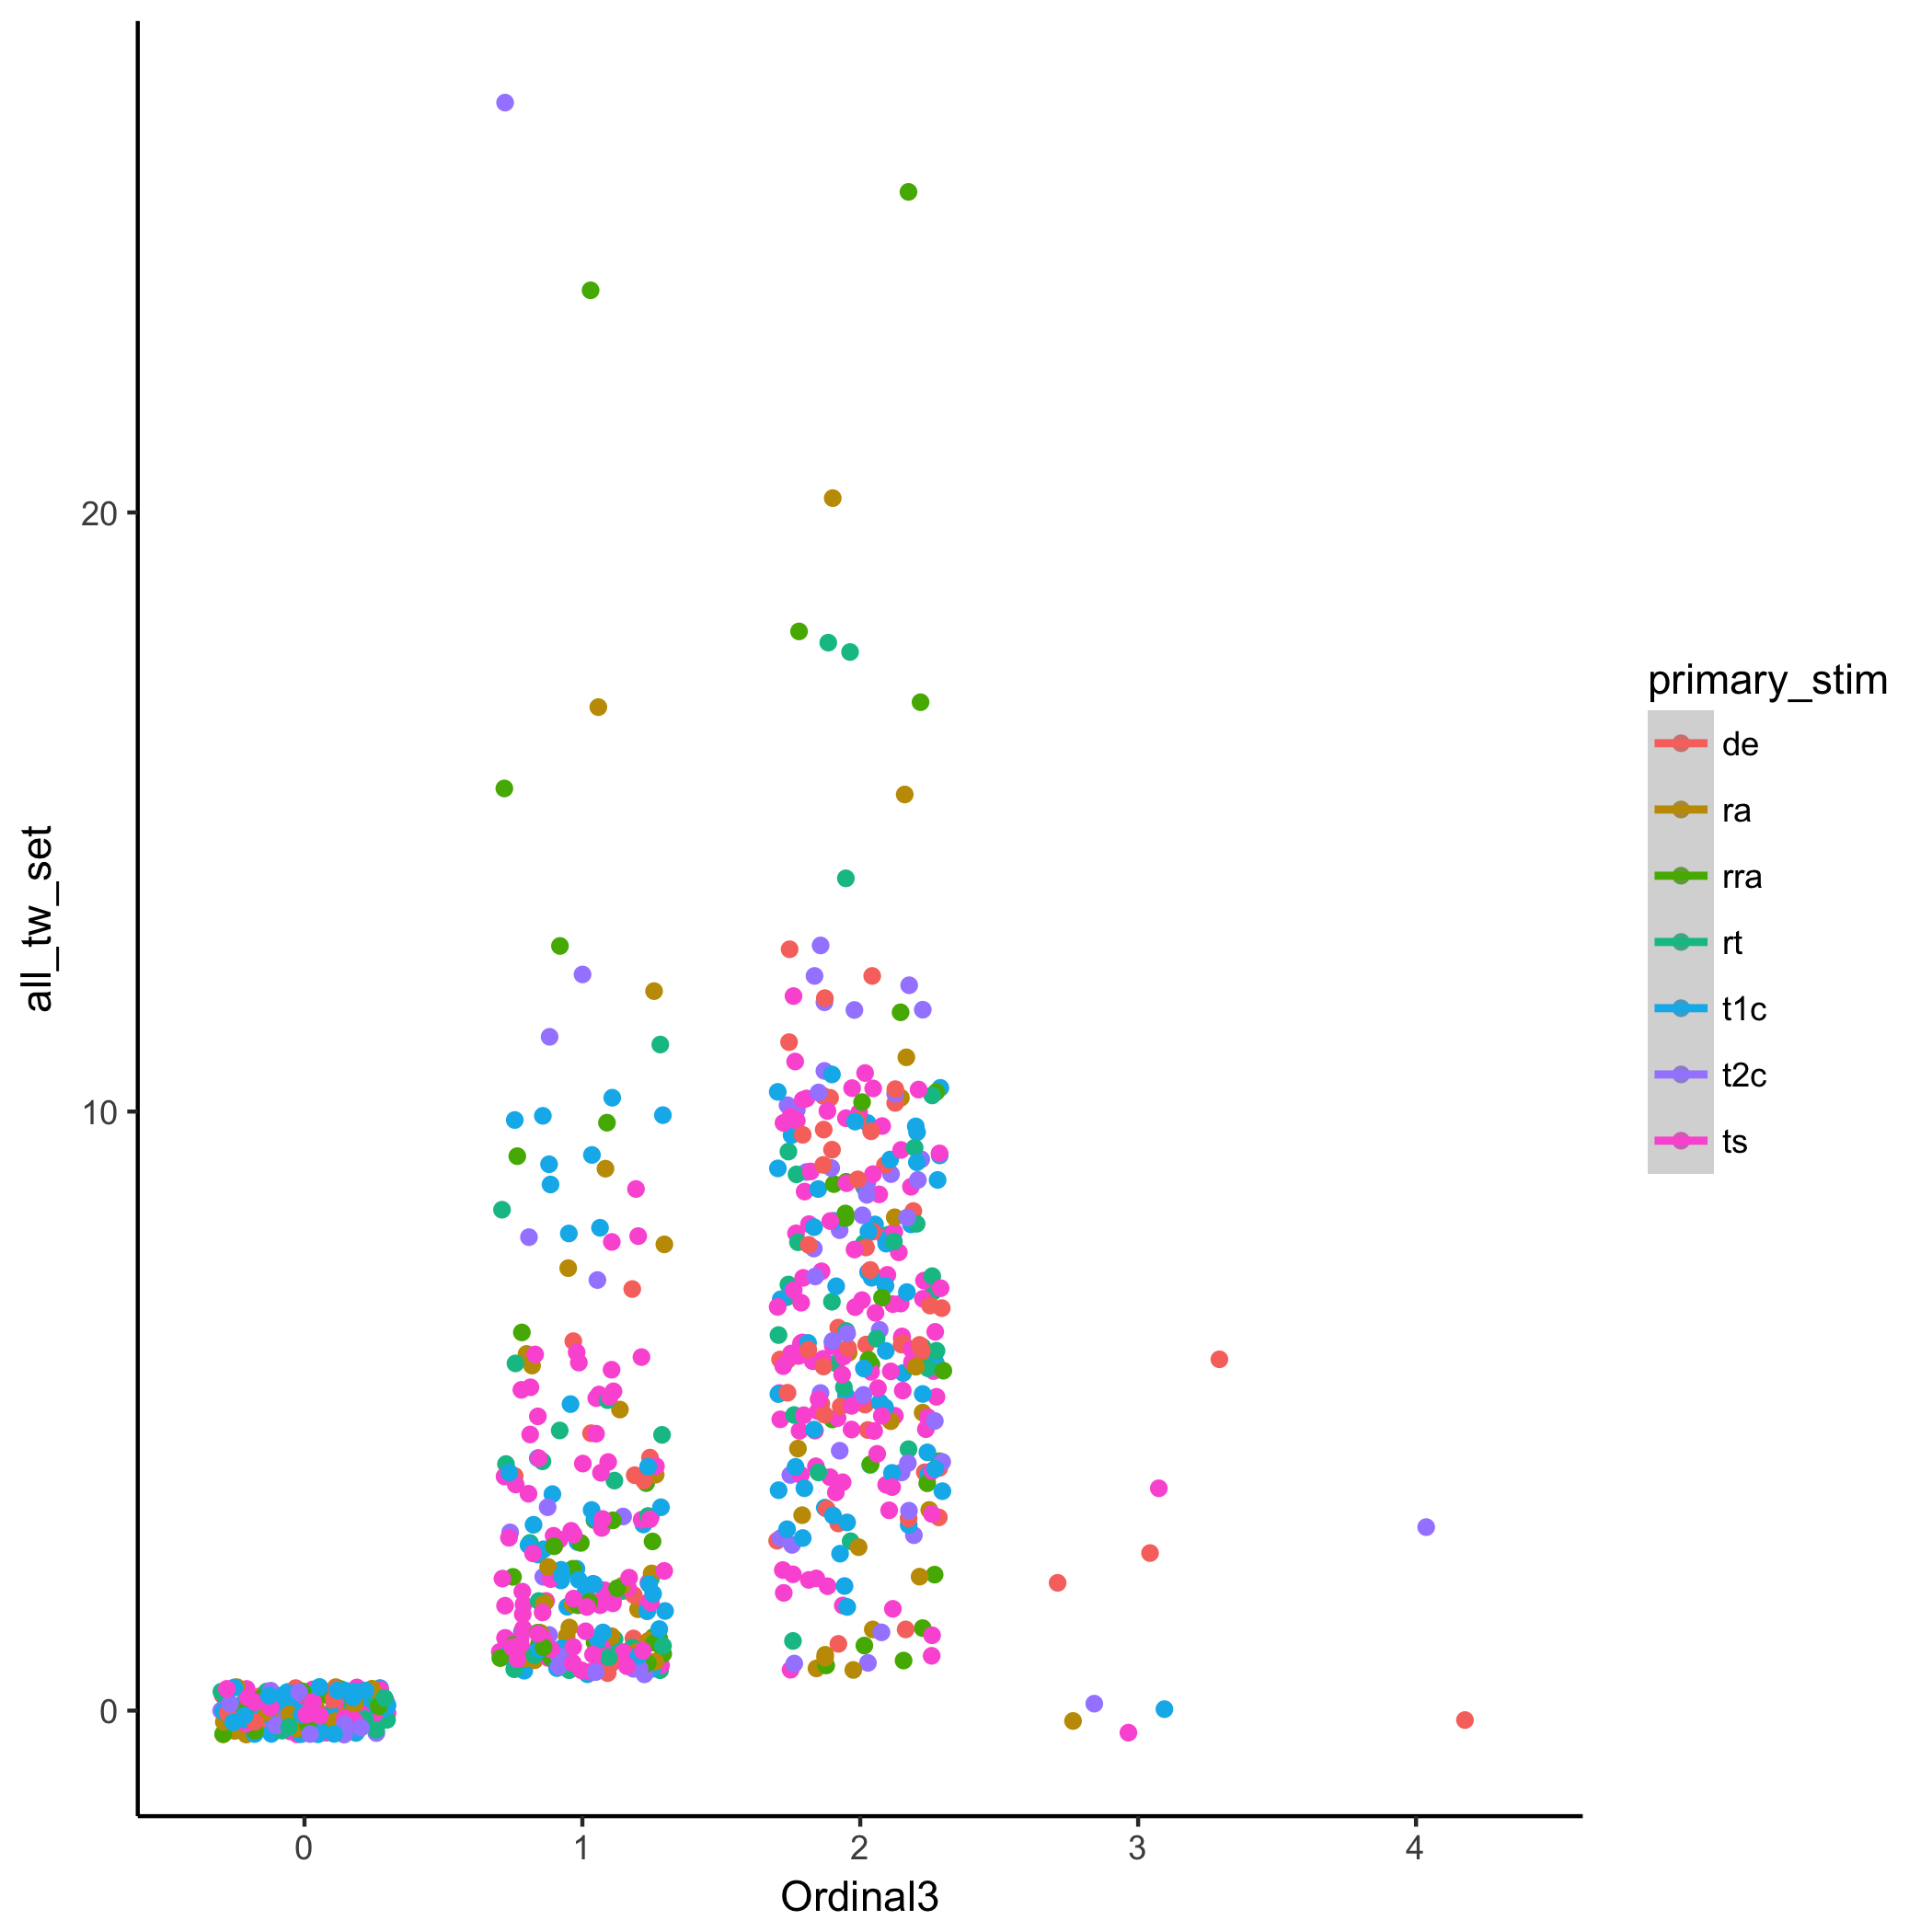 all_tw_set
20
10
0
0 1 2 3 4
Ordinal3
primary_stim
de
ra
rra
rt
t1c
t2c
ts